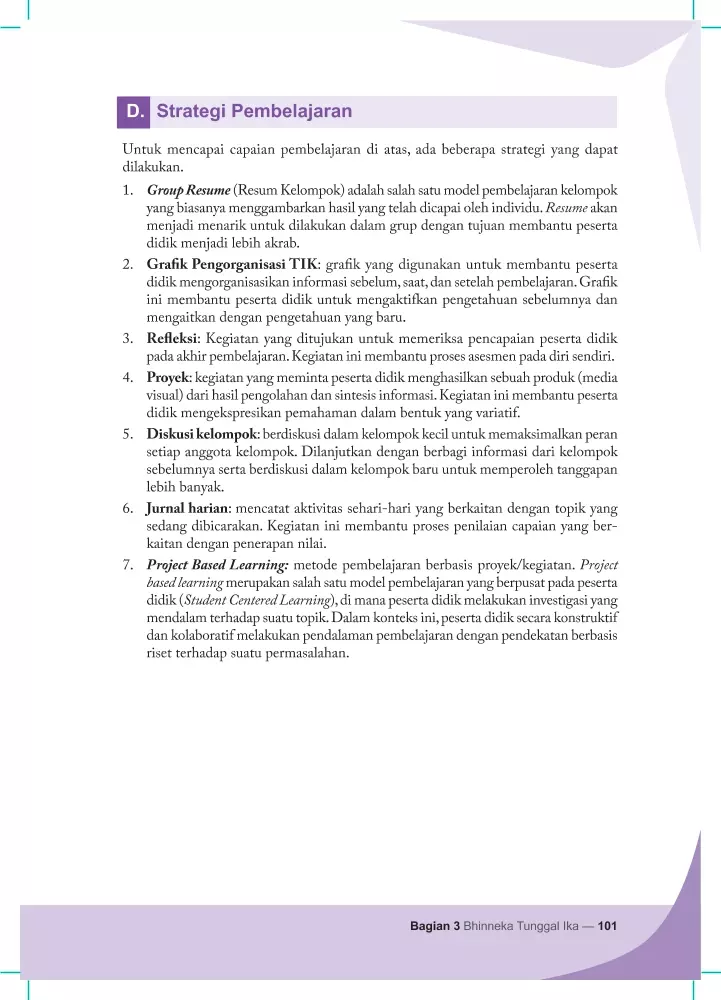 D. Strategi Pembelajaran
Untuk mencapai capaian pembelajaran di atas, ada beberapa strategi yang dapat
dilakukan.
1. Group Resume (Resum Kelompok) adalah salah satu model pembelajaran kelompok
yang biasanya menggambarkan hasil yang telah dicapai oleh individu. Resume akan
menjadi menarik untuk dilakukan dalam grup dengan tujuan membantu peserta
didik menjadi lebih akrab.
2. Grafik Pengorganisasi TIK: grafik yang digunakan untuk membantu peserta
didik mengorganisasikan informasi sebelum, saat, dan setelah pembelajaran. Grafik
ini membantu peserta didik untuk mengaktifkan pengetahuan sebelumnya dan
mengaitkan dengan pengetahuan yang baru.
3. Refleksi: Kegiatan yang ditujukan untuk memeriksa pencapaian peserta didik
pada akhir pembelajaran. Kegiatan ini membantu proses asesmen pada diri sendiri.
4. Proyek: kegiatan yang meminta peserta didik menghasilkan sebuah produk (media
visual) dari hasil pengolahan dan sintesis informasi. Kegiatan ini membantu peserta
didik mengekspresikan pemahaman dalam bentuk yang variatif.
5. Diskusi kelompok: berdiskusi dalam kelompok kecil untuk memaksimalkan peran
setiap anggota kelompok. Dilanjutkan dengan berbagi informasi dari kelompok
sebelumnya serta berdiskusi dalam kelompok baru untuk memperoleh tanggapan
lebih banyak.
6. Jurnal harian: mencatat aktivitas sehari-hari yang berkaitan dengan topik yang
sedang dibicarakan. Kegiatan ini membantu proses penilaian capaian yang ber-
kaitan dengan penerapan nilai.
7. Project Based Learning: metode pembelajaran berbasis proyek/kegiatan. Project
based learning merupakan salah satu model pembelajaran yang berpusat pada peserta
didik (Student Centered Learning), di mana peserta didik melakukan investigasi yang
mendalam terhadap suatu topik. Dalam konteks ini, peserta didik secara konstruktif
dan kolaboratif melakukan pendalaman pembelajaran dengan pendekatan berbasis
riset terhadap suatu permasalahan.
Bagian 3 Bhinneka Tunggal Ika — 101